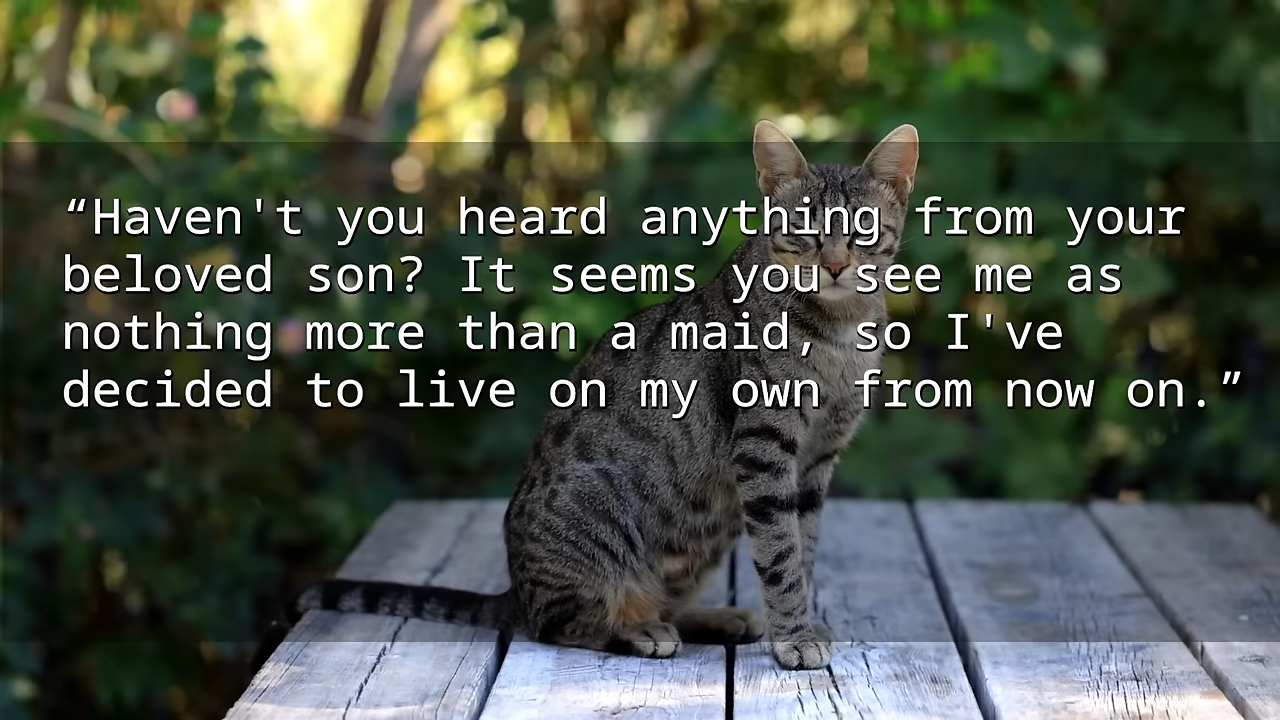 “Haven't you heard anything from your
beloved son? It seems you see me as
nothing more than a maid, so I've
decided to live on my own from now on.”